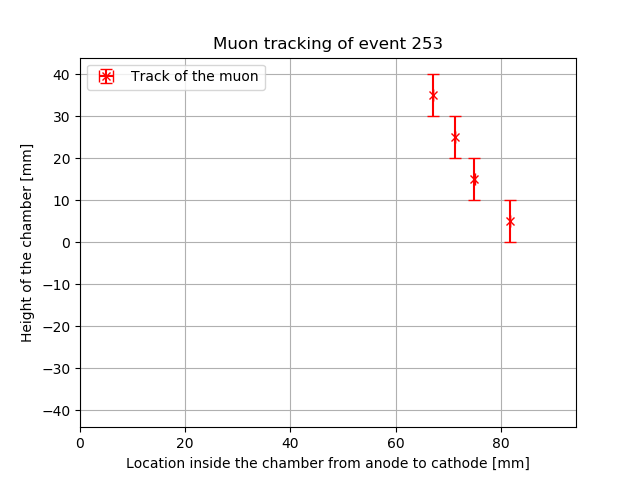 Muon tracking of event 253
Track of the muon
Height of the chamber [mm]
40
30
20
10
0
−10
−20
−30
−40
0 20 40 60 80
Location inside the chamber from anode to cathode [mm]